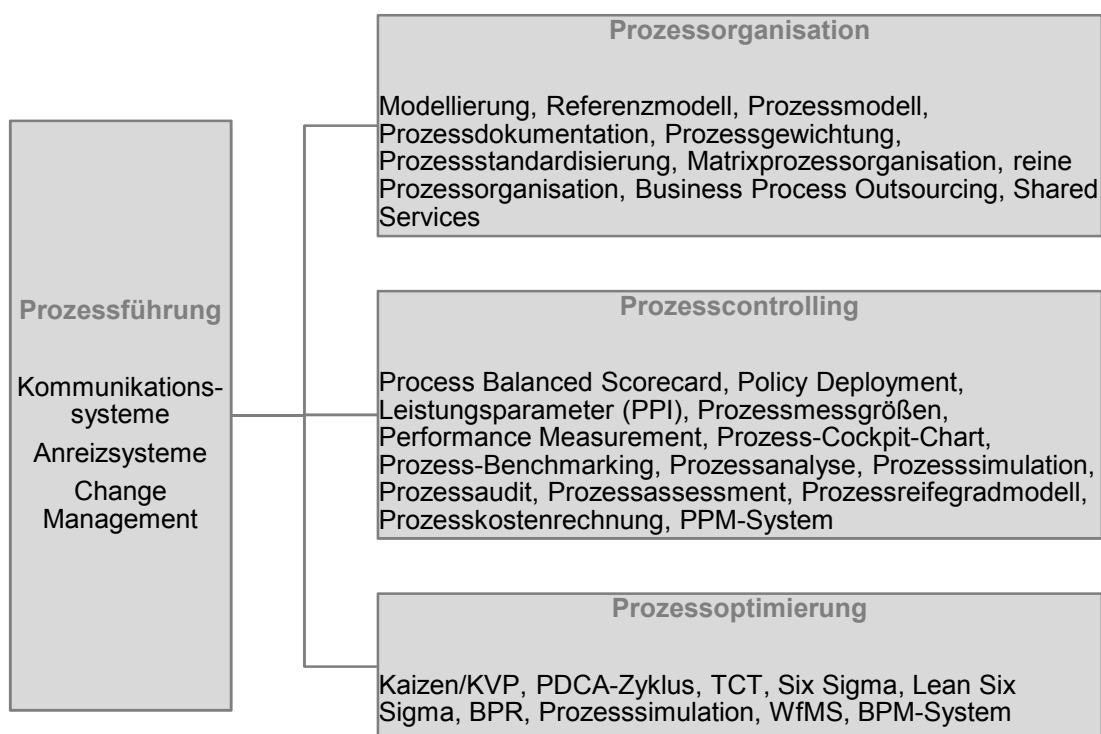 Prozessorganisation
Modellierung, Referenzmodell, Prozessmodell,
Prozessdokumentation, Prozessgewichtung,
Prozessstandardisierung, Matrixprozessorganisation, reine
Prozessorganisation, Business Process Outsourcing, Shared
Services
Prozessführung
Kommunikations-
systeme
Anreizsysteme
Change
Management
Prozesscontrolling
Process Balanced Scorecard, Policy Deployment,
Leistungsparameter (PPI), Prozessmessgrößen,
Performance Measurement, Prozess-Cockpit-Chart,
Prozess-Benchmarking, Prozessanalyse, Prozesssimulation,
Prozessaudit, Prozessassessment, Prozessreifegradmodell,
Prozesskostenrechnung, PPM-System
Prozessoptimierung
Kaizen/KVP, PDCA-Zyklus, TCT, Six Sigma, Lean Six
Sigma, BPR, Prozesssimulation, WfMS, BPM-System